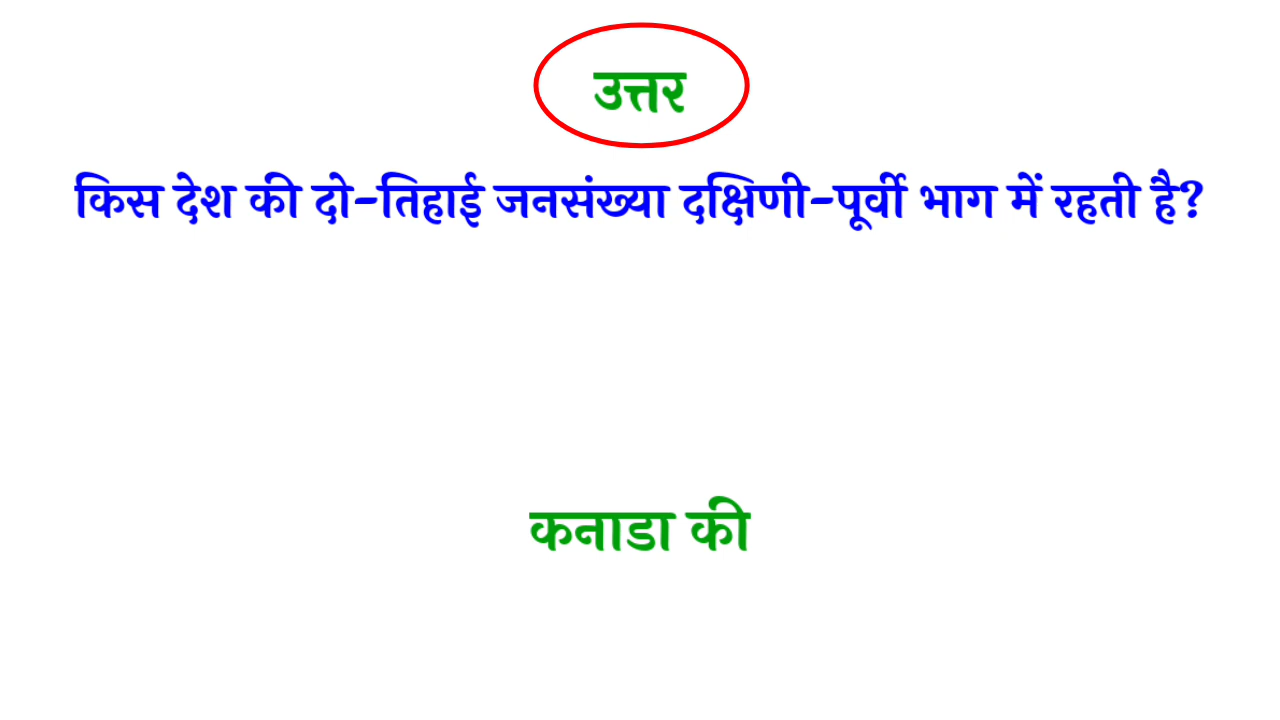 उत्तर
किस देश की दो-तिहाई जनसंख्या दक्षिणी-पूर्वी भाग में रहती है?
कनाडा की